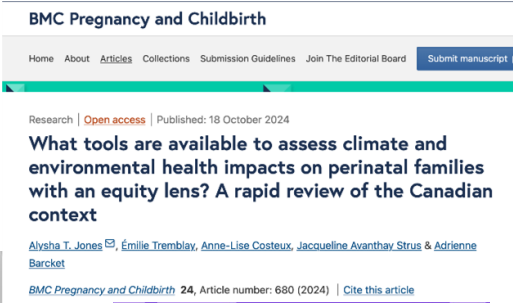 BMC Pregnancy and Childbirth
Home About Articles Collections Submission Guidelines Join The Editorial Board Submit manuscript
Research | Open access | Published: 18 October 2024
What tools are available to assess climate and
environmental health impacts on perinatal families
with an equity lens? A rapid review of the Canadian
context
Alysha T. Jones, Émilie Tremblay, Anne-Lise Costeux, Jacqueline Avanthay Strus & Adrienne
Barcket
BMC Pregnancy and Childbirth 24, Article number: 680 (2024) | Cite this article